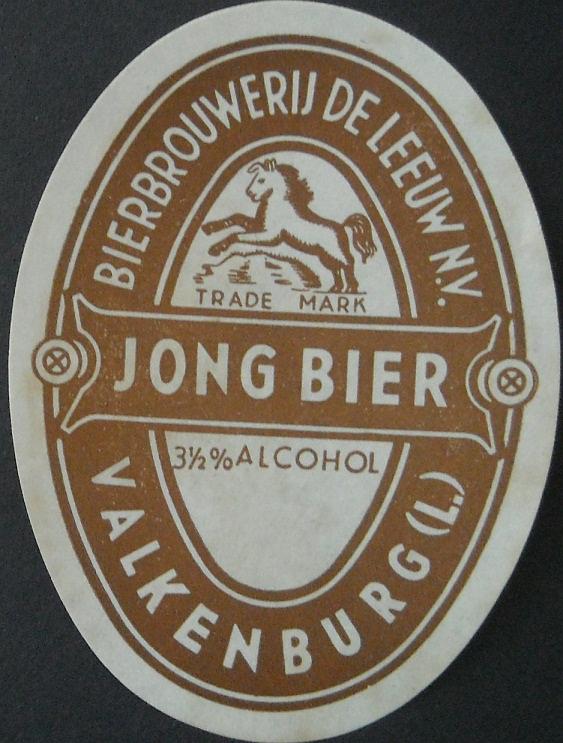 BIERBROUWERIJ DE LEEUW N.V.
TRADE MARK
JONG BIER
3½% ALCOHOL
VALKENBURG (L.)